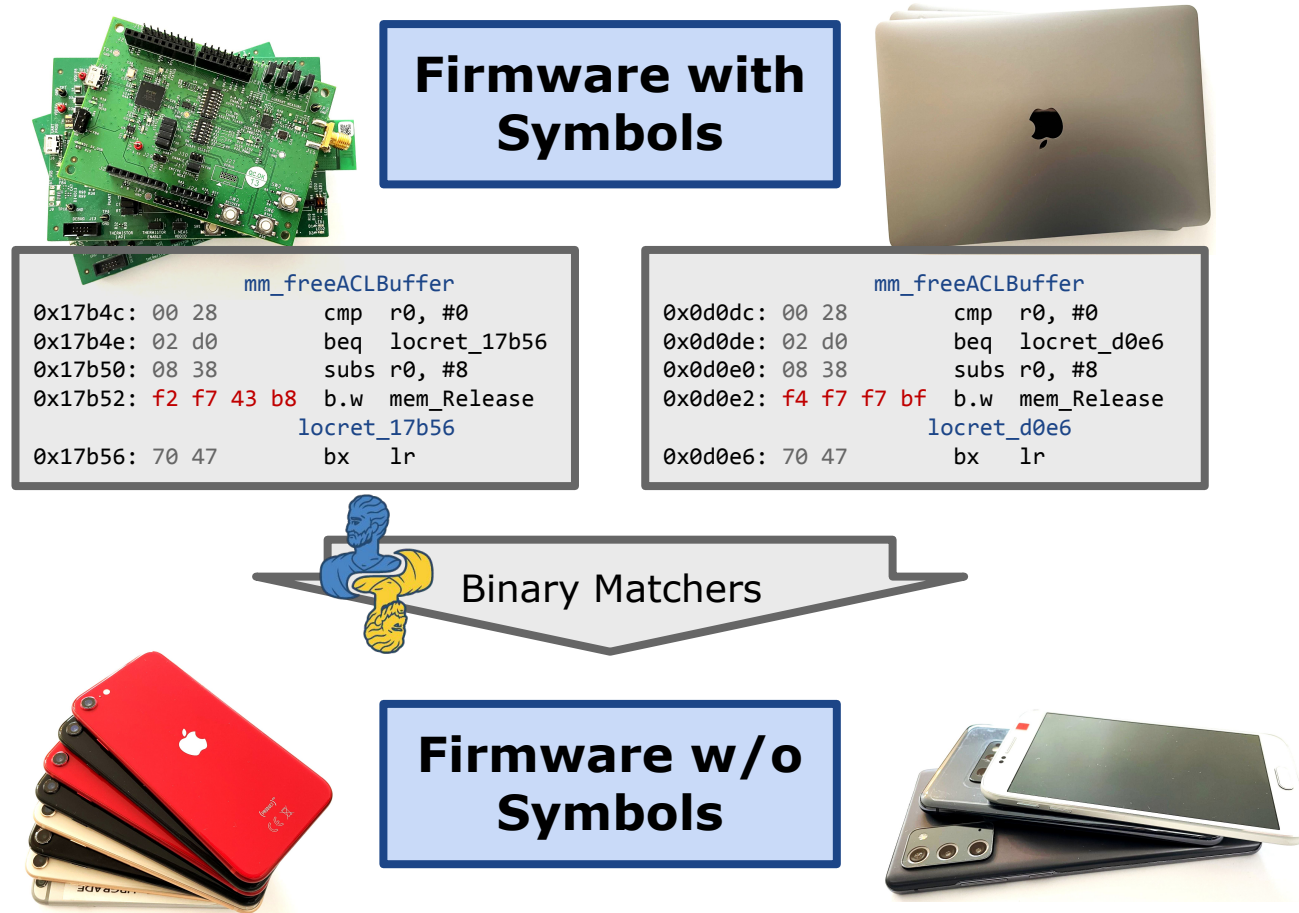 Firmware with
Symbols
mm_freeACLBuffer
0x17b4c: 00 28 cmp r0, #0
0x17b4e: 02 d0 beq locret_17b56
0x17b50: 08 38 subs r0, #8
0x17b52: f2 f7 43 b8 b.w mem_Release
locret_17b56
0x17b56: 70 47 bx lr
mm_freeACLBuffer
0x0d0dc: 00 28 cmp r0, #0
0x0d0de: 02 d0 beq locret_d0e6
0x0d0e0: 08 38 subs r0, #8
0x0d0e2: f4 f7 f7 bf b.w mem_Release
locret_d0e6
0x0d0e6: 70 47 bx lr
Binary Matchers
Firmware w/o
Symbols
UPGRADE